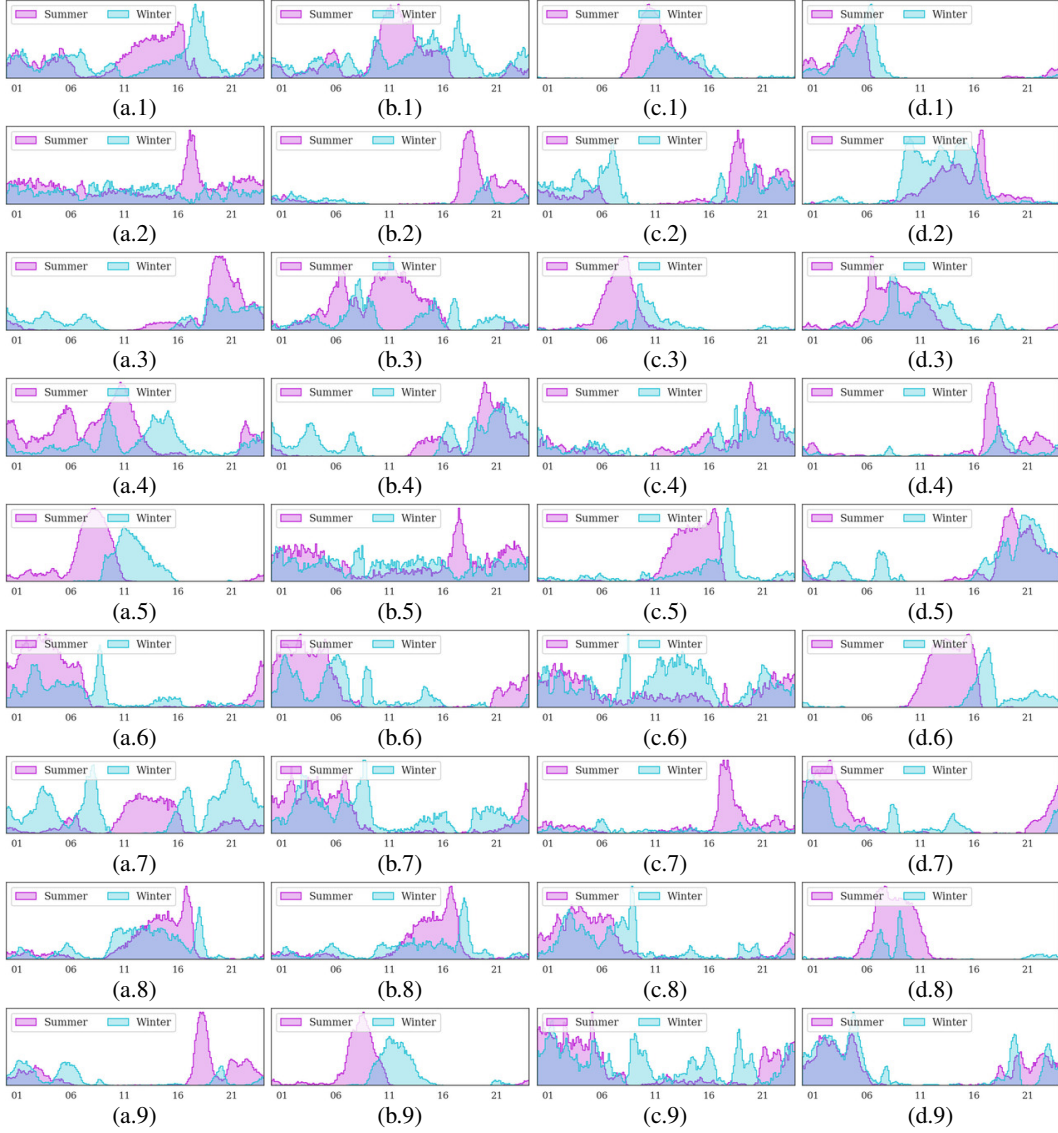 Summer Winter Summer Winter Summer Winter Summer Winter
01 06 11 16 21 01 06 11 16 21 01 06 11 16 21 01 06 11 16 21
(a.1) (b.1) (c.1) (d.1)
Summer Winter Summer Winter Summer Winter Summer Winter
01 06 11 16 21 01 06 11 16 21 01 06 11 16 21 01 06 11 16 21
(a.2) (b.2) (c.2) (d.2)
Summer Winter Summer Winter Summer Winter Summer Winter
01 06 11 16 21 01 06 11 16 21 01 06 11 16 21 01 06 11 16 21
(a.3) (b.3) (c.3) (d.3)
Summer Winter Summer Winter Summer Winter Summer Winter
01 06 11 16 21 01 06 11 16 21 01 06 11 16 21 01 06 11 16 21
(a.4) (b.4) (c.4) (d.4)
Summer Winter Summer Winter Summer Winter Summer Winter
01 06 11 16 21 01 06 11 16 21 01 06 11 16 21 01 06 11 16 21
(a.5) (b.5) (c.5) (d.5)
Summer Winter Summer Winter Summer Winter Summer Winter
01 06 11 16 21 01 06 11 16 21 01 06 11 16 21 01 06 11 16 21
(a.6) (b.6) (c.6) (d.6)
Summer Winter Summer Winter Summer Winter Summer Winter
01 06 11 16 21 01 06 11 16 21 01 06 11 16 21 01 06 11 16 21
(a.7) (b.7) (c.7) (d.7)
Summer Winter Summer Winter Summer Winter Summer Winter
01 06 11 16 21 01 06 11 16 21 01 06 11 16 21 01 06 11 16 21
(a.8) (b.8) (c.8) (d.8)
Summer Winter Summer Winter Summer Winter Summer Winter
01 06 11 16 21 01 06 11 16 21 01 06 11 16 21 01 06 11 16 21
(a.9) (b.9) (c.9) (d.9)